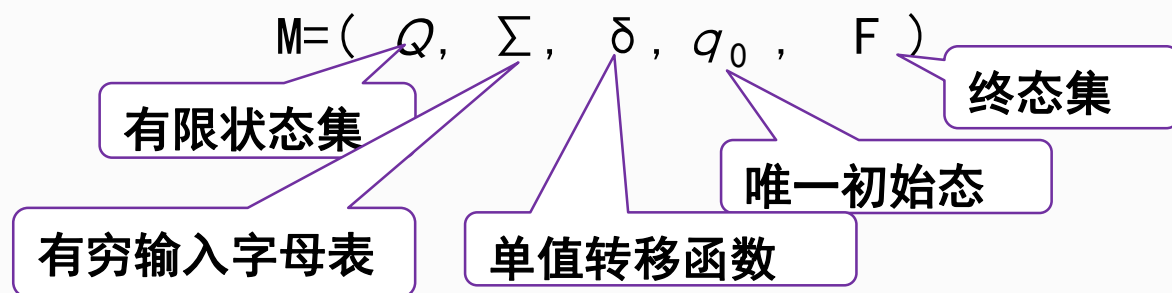 M=( Q, Σ, δ, q0, F )
终态集
有限状态集
唯一初始态
有穷输入字母表
单值转移函数